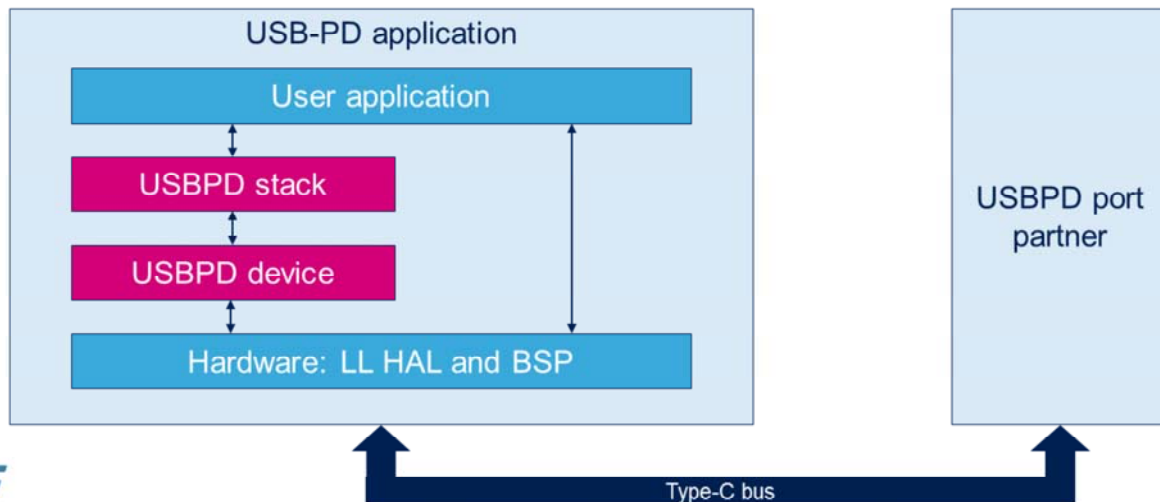 USB-PD application
User application
USBPD stack
USBPD device
Hardware: LL HAL and BSP
USBPD port
partner
Type-C bus